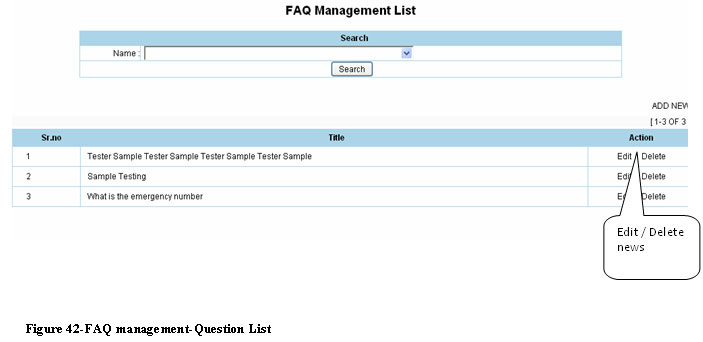 FAQ Management List
Search
Name :
Search
ADD NEW
[1-3 OF 3
Sr.no Title Action
1 Tester Sample Tester Sample Tester Sample Tester Sample Edit Delete
2 Sample Testing Edit Delete
3 What is the emergency number Delete
Edit / Delete
news
Figure 42-FAQ management-Question List